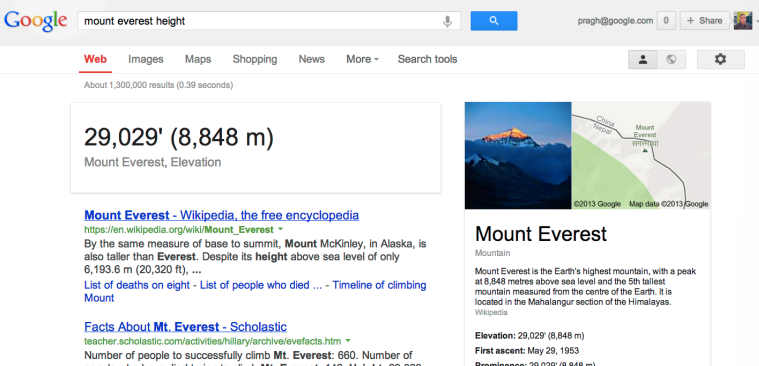 Google
mount everest height
pragh@google.com
0
+ Share
Web
Images
Maps
Shopping
News
More
Search tools
About 1,300,000 results (0.39 seconds)
29,029' (8,848 m)
Mount Everest, Elevation
Mount Everest - Wikipedia, the free encyclopedia
https://en.wikipedia.org/wiki/Mount_Everest
By the same measure of base to summit, Mount McKinley, in Alaska, is
also taller than Everest. Despite its height above sea level of only
6,193.6 m (20,320 ft), ...
List of deaths on eight - List of people who died ... - Timeline of climbing
Mount
Facts About Mt. Everest - Scholastic
teacher.scholastic.com/activities/hillary/archive/evefacts.htm
Number of people to successfully climb Mt. Everest: 660. Number of
China
Nepal
Mount
Everest
सगरमाथा
©2013 Google
Map data ©2013 Google
Mount Everest
Mountain
Mount Everest is the Earth's highest mountain, with a peak
at 8,848 metres above sea level and the 5th tallest
mountain measured from the centre of the Earth. It is
located in the Mahalangur section of the Himalayas.
Wikipedia
Elevation: 29,029' (8,848 m)
First ascent: May 29, 1953
Prominence: 29,029' (8,848 m)